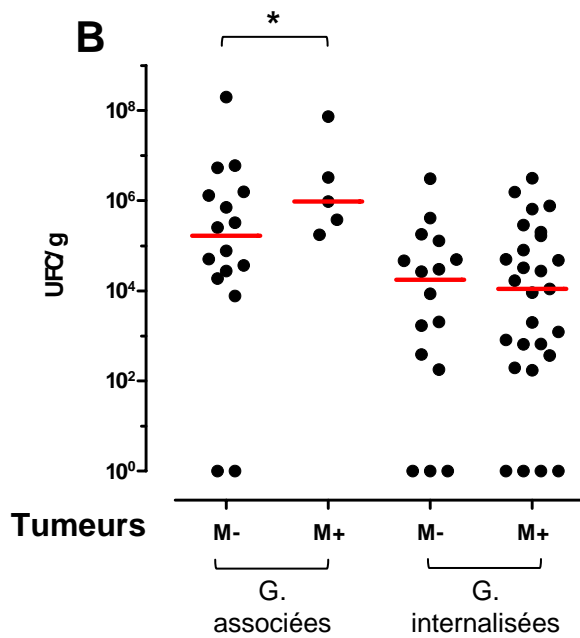 B
*
UFC/g
10⁸
10⁶
10⁴
10²
10⁰
Tumeurs M- M+ M- M+
G. associées
G. internalisées